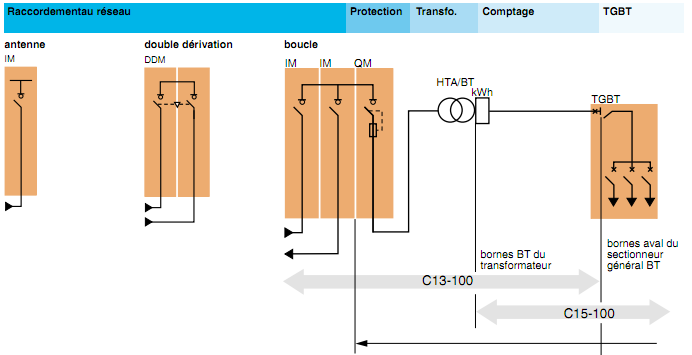 Raccordementau réseau
Protection
Transfo.
Comptage
TGBT
antenne
double dérivation
boucle
IM
DDM
IM
IM
QM
HTA/BT
kWh
TGBT
bornes BT du
transformateur
bornes aval du
sectionneur
général BT
C13-100
C15-100